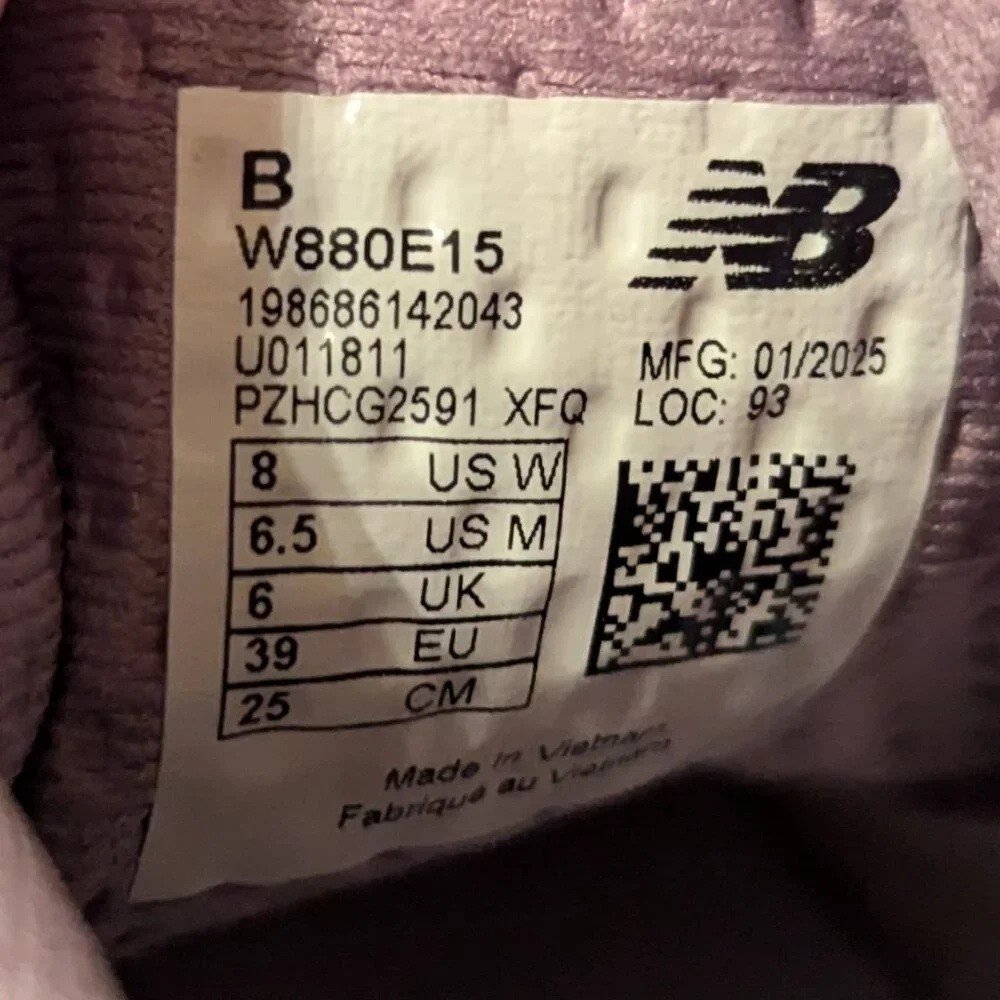 B
NB
W880E15
198686142043
U011811
MFG: 01/2025
PZHCG2591 XFQ
LOC: 93
8 US W
6.5 US M
6 UK
39 EU
25 CM
Made in Vietnam
Fabriqué au Vietnam